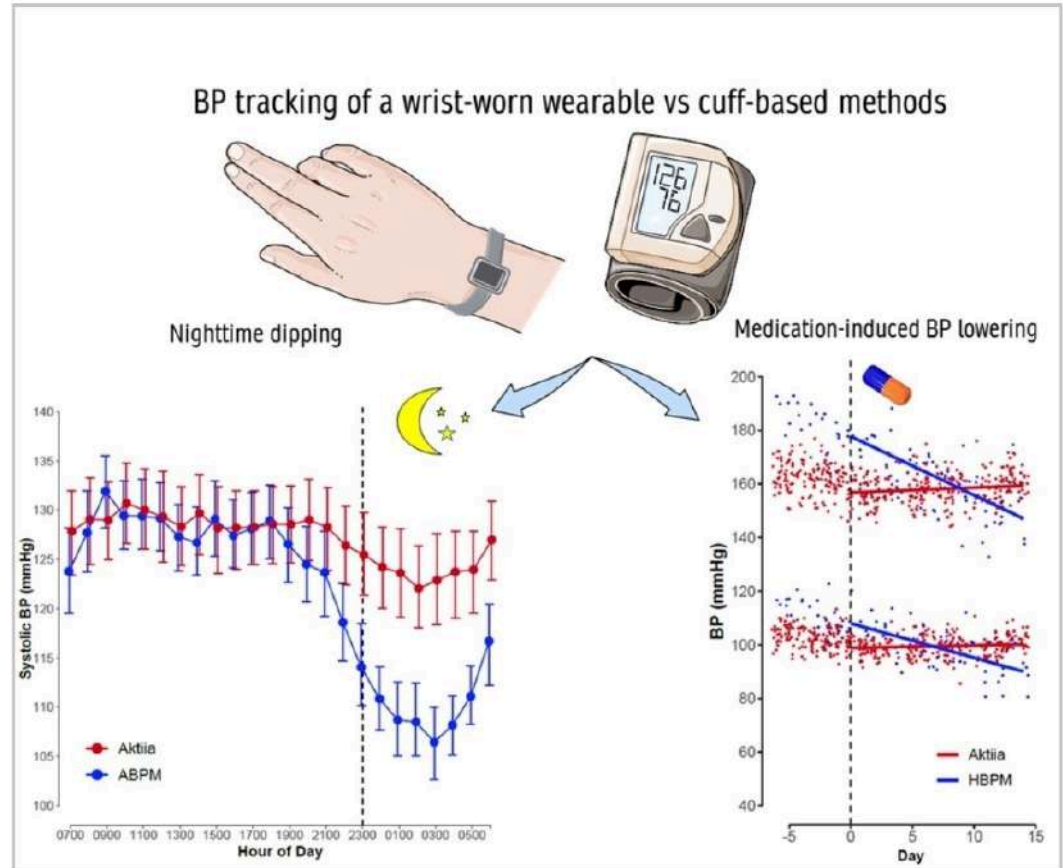 BP tracking of a wrist-worn wearable vs cuff-based methods
126
76
Nighttime dipping
Medication-induced BP lowering
140
135
130
125
120
115
110
105
100
Systolic BP (mmHg)
Aktiia
ABPM
0700 0900 1100 1300 1500 1700 1900 2100 2300 0100 0300 0500
Hour of Day
200
180
160
140
120
100
80
60
40
BP (mmHg)
Aktiia
HBPM
-5 0 5 10 15
Day